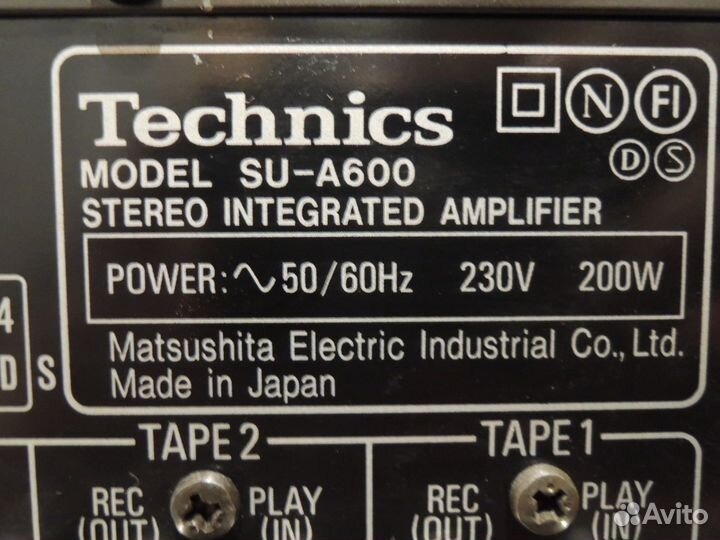 Technics
N FI
D S
MODEL SU-A600
STEREO INTEGRATED AMPLIFIER
POWER: ∿ 50/60Hz 230V 200W
4
D S
Matsushita Electric Industrial Co., Ltd.
Made in Japan
TAPE 2 TAPE 1
REC PLAY REC PLAY
(OUT) (IN) (OUT) (IN)
Avito